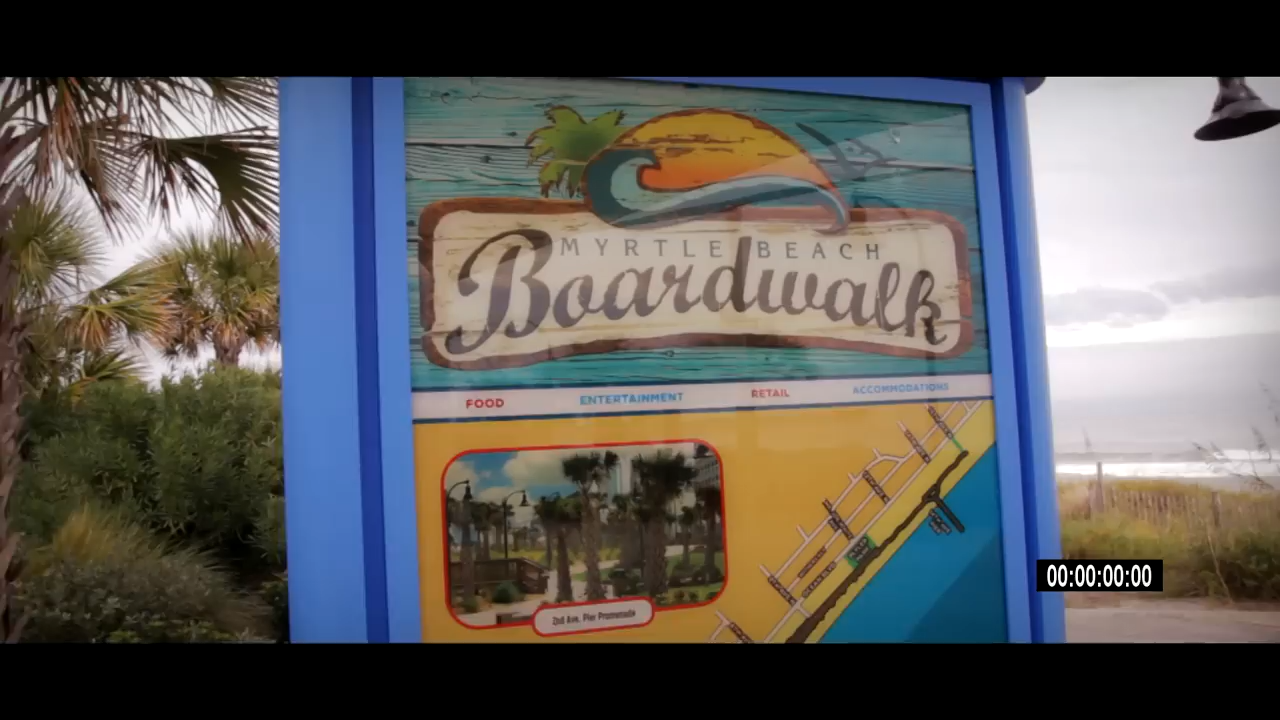 MYRTLE BEACH
Boardwalk
FOOD ENTERTAINMENT RETAIL ACCOMMODATIONS
2nd Ave. Pier Promenade
00:00:00:00